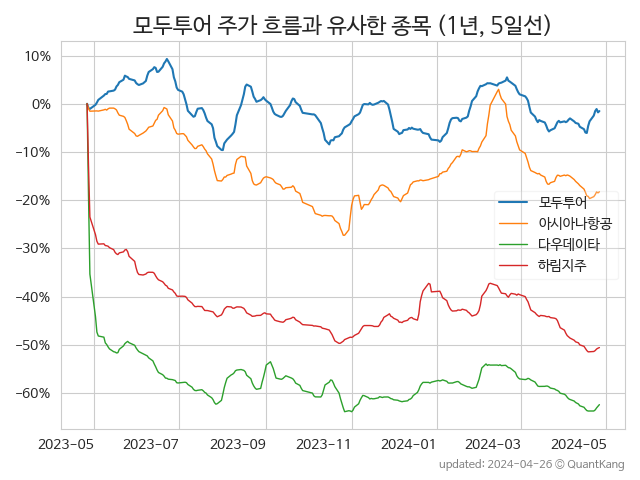 모두투어 주가 흐름과 유사한 종목 (1년, 5일선)
10%
0%
−10%
−20%
−30%
−40%
−50%
−60%
모두투어
아시아나항공
다우데이타
하림지주
2023-05 2023-07 2023-09 2023-11 2024-01 2024-03 2024-05
updated: 2024-04-26 © QuantKang